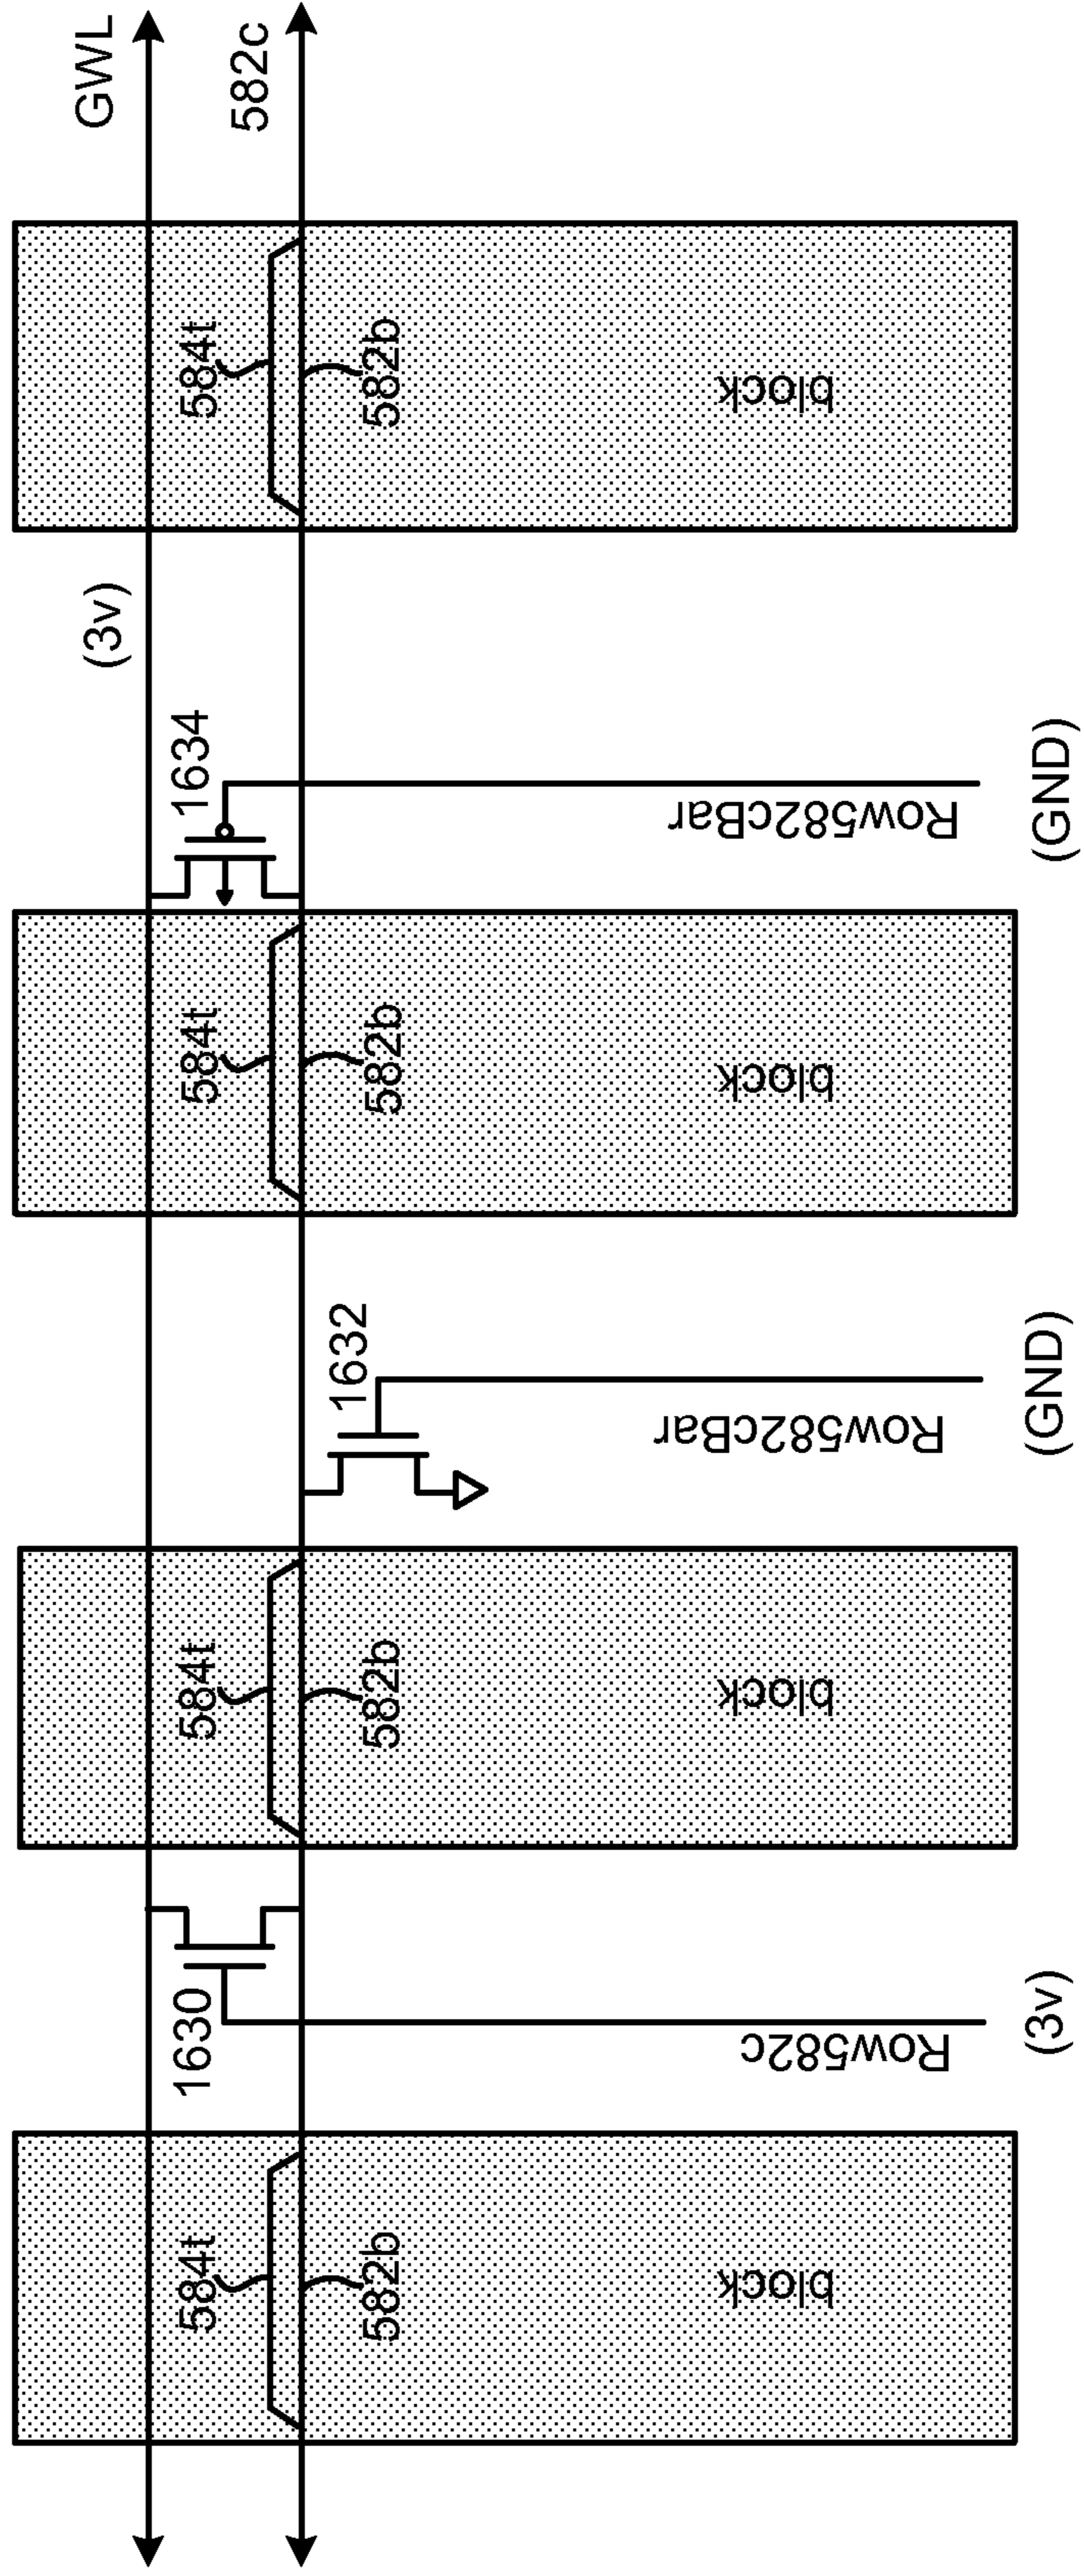 GWL
582c
584t
582b
block
(3v)
1634
Row582cBar
(GND)
584t
582b
block
1632
Row582cBar
(GND)
584t
582b
block
1630
Row582c
(3v)
584t
582b
block